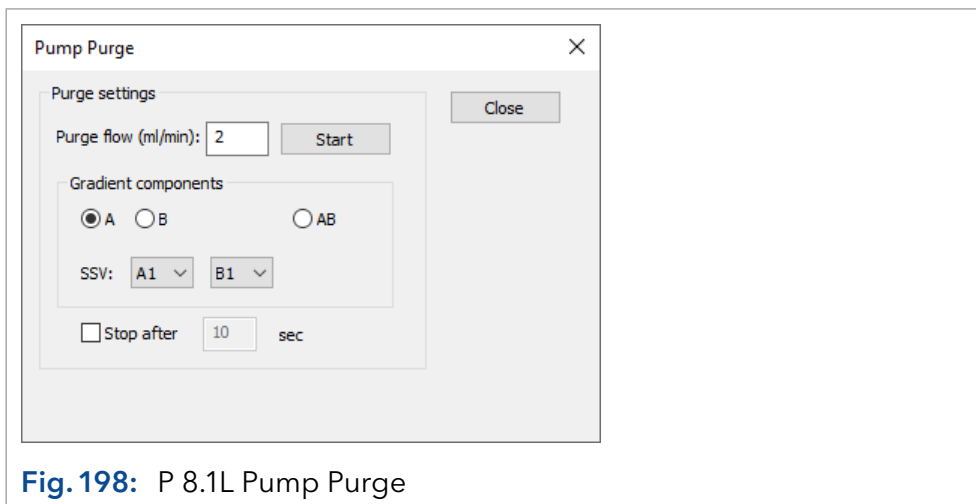 Pump Purge
Purge settings
Close
Purge flow (ml/min): 2 Start
Gradient components
A B AB
SSV: A1 B1
Stop after 10 sec
Fig. 198: P 8.1L Pump Purge